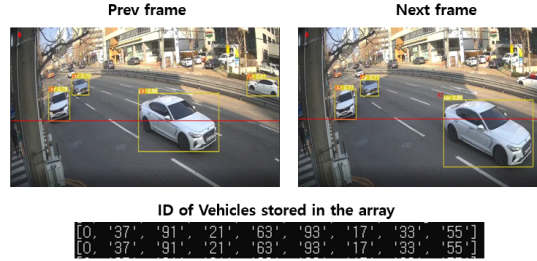 Prev frame
Next frame
ID of Vehicles stored in the array
[0, '37', '91', '21', '63', '93', '17', '33', '55']
[0, '37', '91', '21', '63', '93', '17', '33', '55']